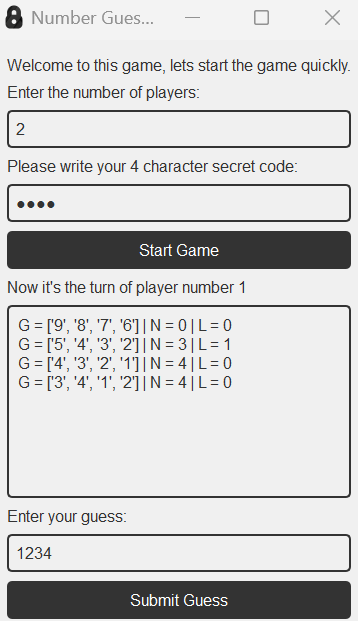 Number Gues...
Welcome to this game, lets start the game quickly.
Enter the number of players:
2
Please write your 4 character secret code:
●●●●
Start Game
Now it's the turn of player number 1
G = ['9', '8', '7', '6'] | N = 0 | L = 0
G = ['5', '4', '3', '2'] | N = 3 | L = 1
G = ['4', '3', '2', '1'] | N = 4 | L = 0
G = ['3', '4', '1', '2'] | N = 4 | L = 0
Enter your guess:
1234
Submit Guess